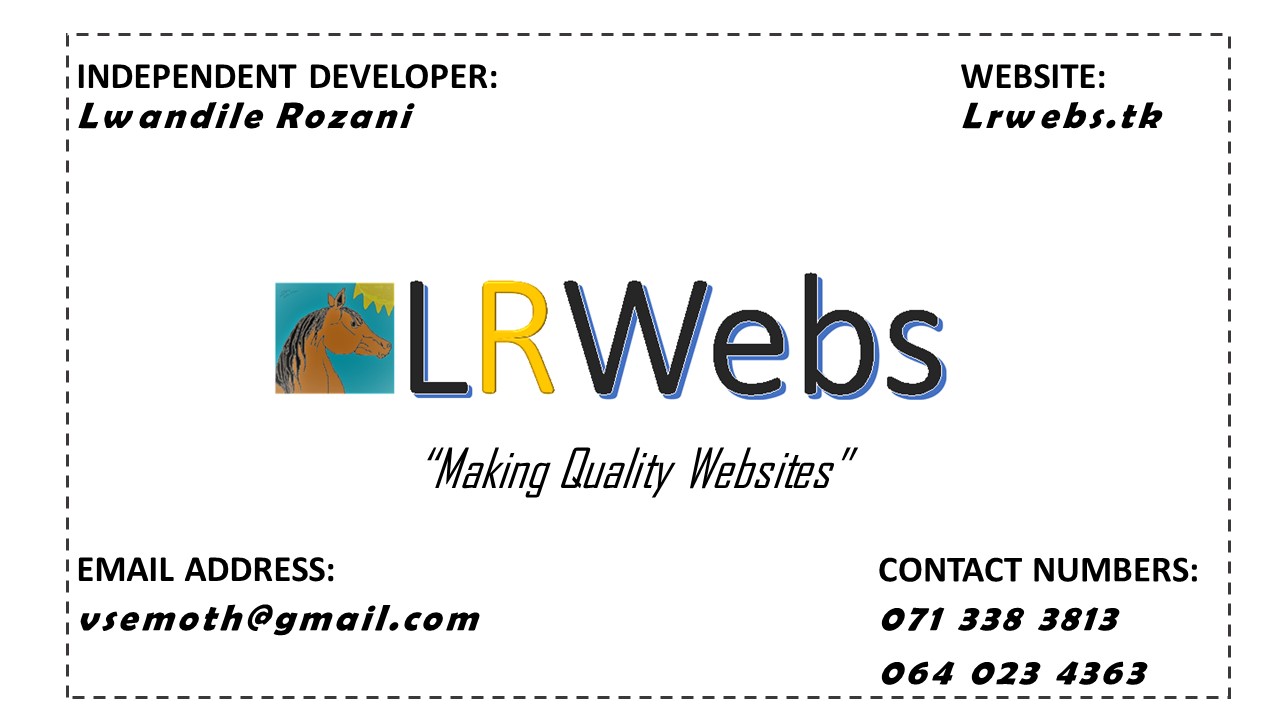 INDEPENDENT DEVELOPER:
Lwandile Rozani
WEBSITE:
Lrwebs.tk
LRWebs
“Making Quality Websites”
EMAIL ADDRESS:
vsemoth@gmail.com
CONTACT NUMBERS:
071 338 3813
064 023 4363